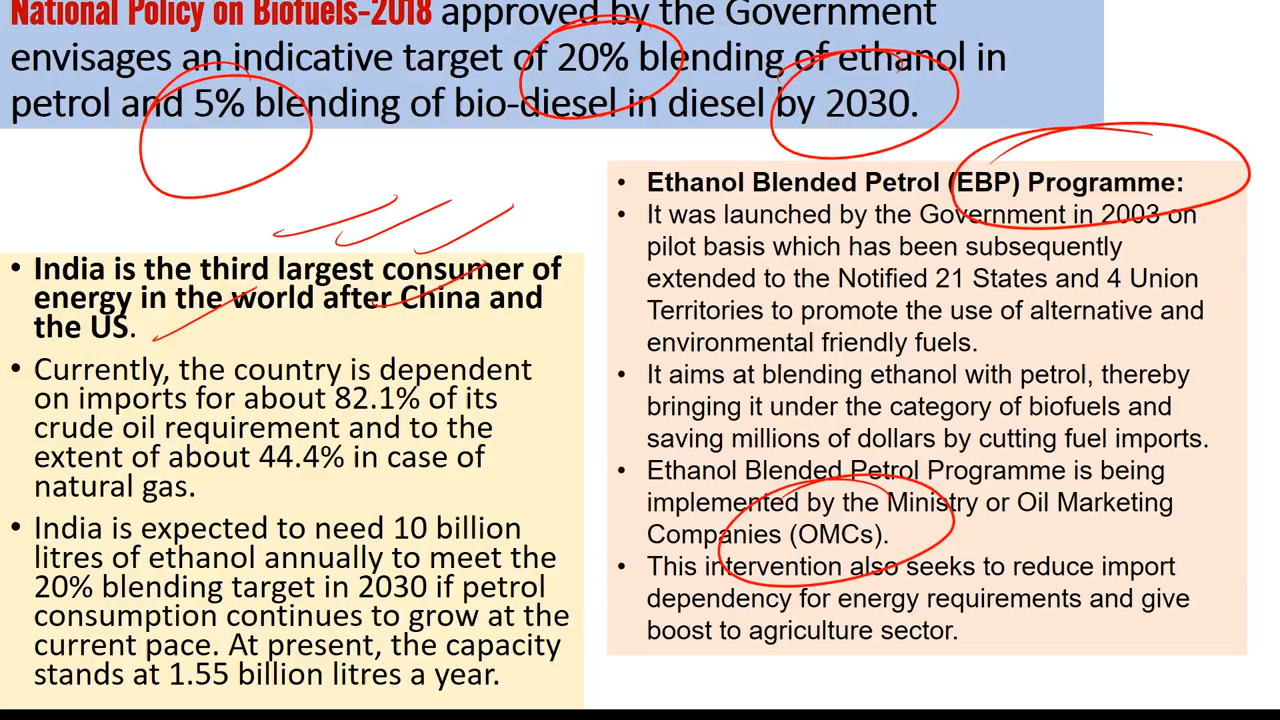 National Policy on Biofuels-2018 approved by the Government
envisages an indicative target of 20% blending of ethanol in
petrol and 5% blending of bio-diesel in diesel by 2030.
• India is the third largest consumer of
energy in the world after China and
the US.
• Currently, the country is dependent
on imports for about 82.1% of its
crude oil requirement and to the
extent of about 44.4% in case of
natural gas.
• India is expected to need 10 billion
litres of ethanol annually to meet the
20% blending target in 2030 if petrol
consumption continues to grow at the
current pace. At present, the capacity
stands at 1.55 billion litres a year.
• Ethanol Blended Petrol (EBP) Programme:
• It was launched by the Government in 2003 on
pilot basis which has been subsequently
extended to the Notified 21 States and 4 Union
Territories to promote the use of alternative and
environmental friendly fuels.
• It aims at blending ethanol with petrol, thereby
bringing it under the category of biofuels and
saving millions of dollars by cutting fuel imports.
• Ethanol Blended Petrol Programme is being
implemented by the Ministry or Oil Marketing
Companies (OMCs).
• This intervention also seeks to reduce import
dependency for energy requirements and give
boost to agriculture sector.